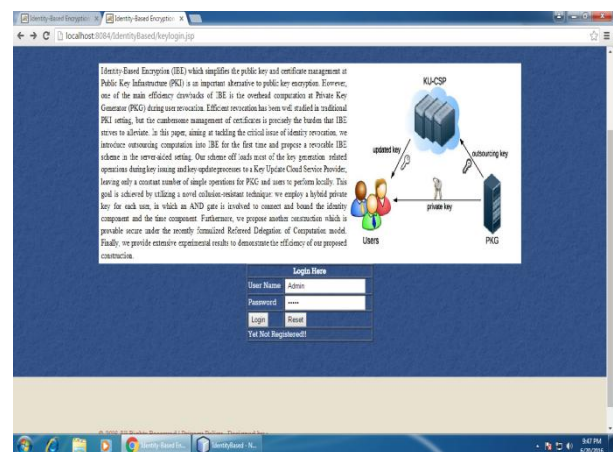 Identity-Based Encryption
Identity-Based Encryption
localhost:8084/IdentityBased/keylogin.jsp
Identity-Based Encryption (IBE) which simplifies the public key and certificate management at
Public Key Infrastructure (PKI) is an important alternative to public key encryption. However,
one of the main efficiency drawbacks of IBE is the overhead computation at Private Key
Generator (PKG) during user revocation. Efficient revocation has been well studied in traditional
PKI setting, but the cumbersome management of certificates is precisely the burden that IBE
strives to alleviate. In this paper, aiming at tackling the critical issue of identity revocation, we
introduce outsourcing computation into IBE for the first time and propose a revocable IBE
scheme in the server-aided setting. Our scheme off loads most of the key generation related
operations during key issuing and key-update processes to a Key Update Cloud Service Provider,
leaving only a constant number of simple operations for PKG and users to perform locally. This
goal is achieved by utilizing a novel collusion-resistant technique: we employ a hybrid private
key for each user, in which an AND gate is involved to connect and bound the identity
component and the time component. Furthermore, we propose another construction which is
provable secure under the recently formalized Refereed Delegation of Computation model.
Finally, we provide extensive experimental results to demonstrate the efficiency of our proposed
construction.
KU-CSP
updated key
outsourcing key
private key
Users
PKG
Login Here
User Name Admin
Password •••••
Login Reset
Yet Not Registered!!
Identity-Based En...
IdentityBased - N...
9:47 PM
6/20/2016